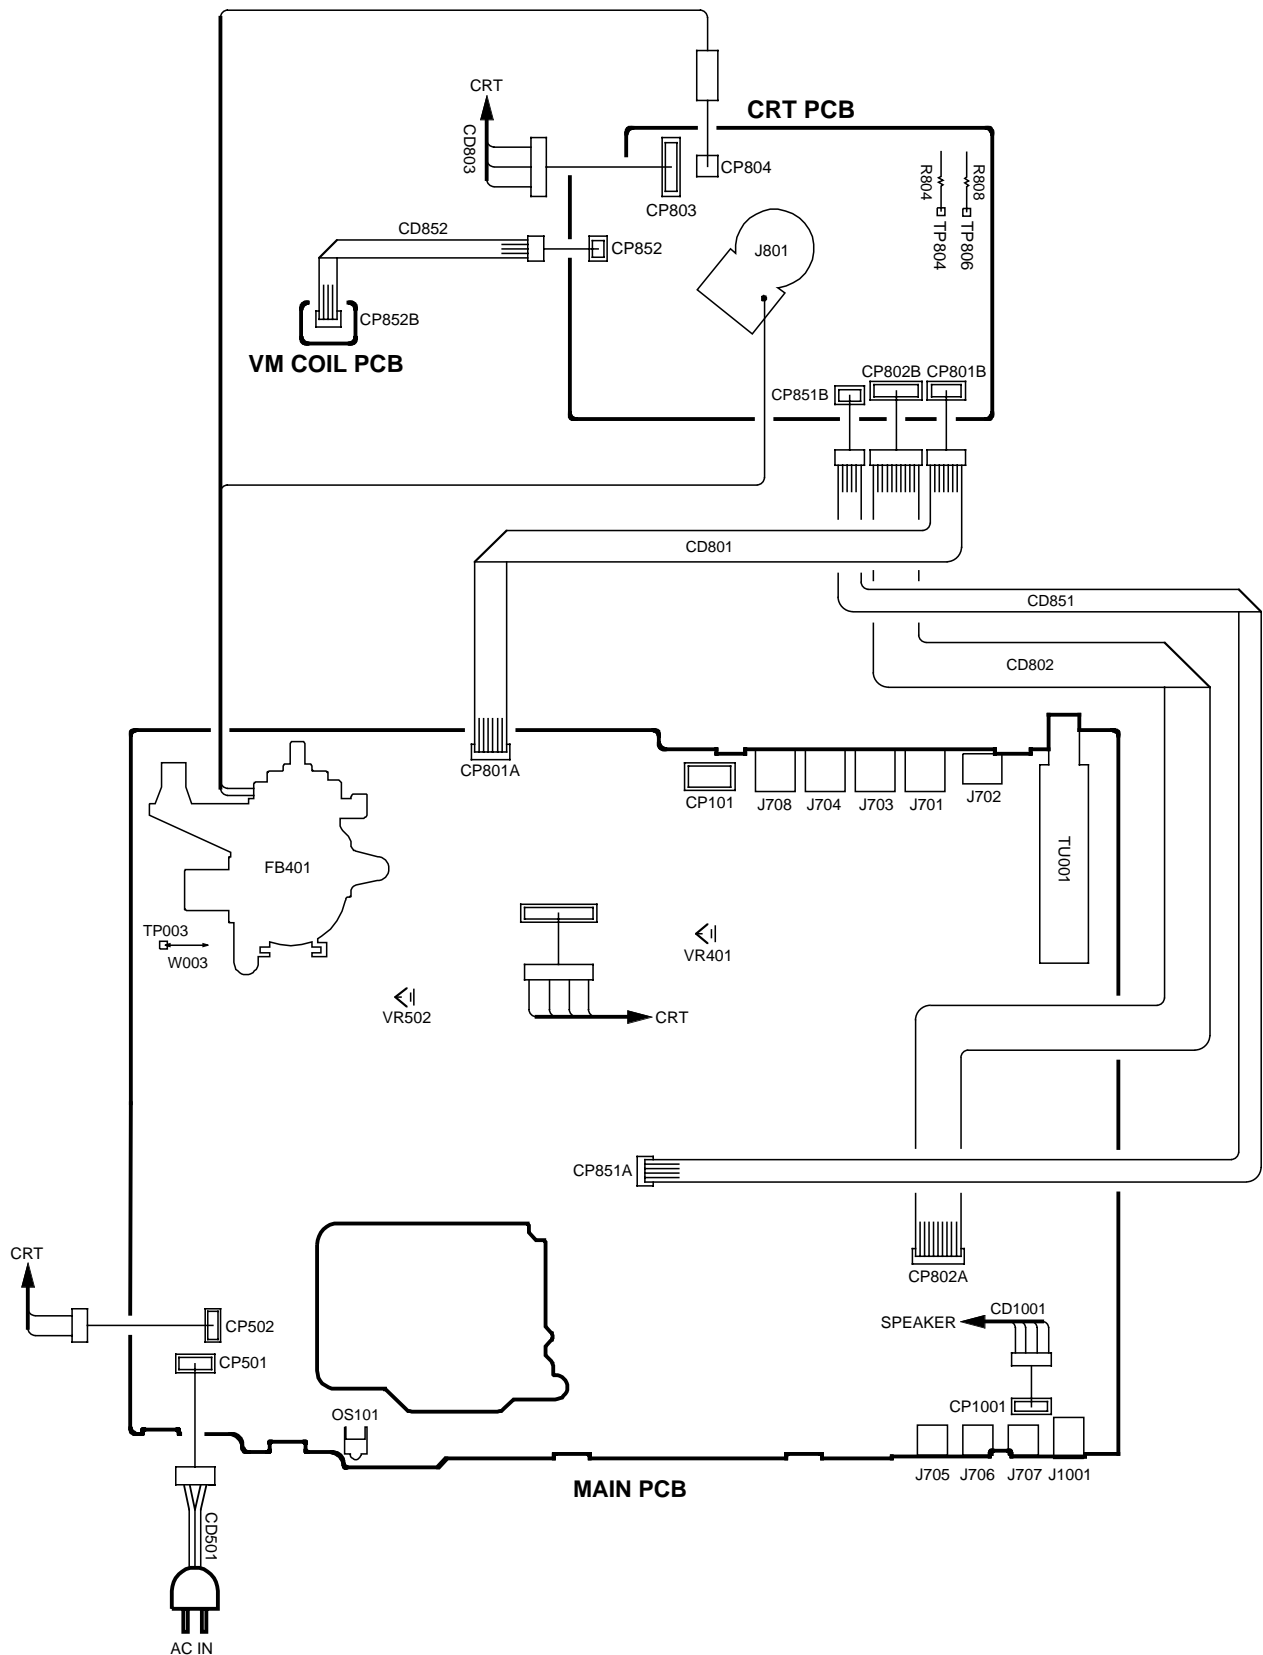 CRT
CRT PCB
CD803
CP804
CP803
R804
R808
TP804
TP806
CD852
CP852
J801
CP852B
VM COIL PCB
CP851B
CP802B
CP801B
CD801
CD851
CD802
CP801A
CP101
J708
J704
J703
J701
J702
TU001
FB401
TP003
W003
VR401
VR502
CRT
CP851A
CP802A
CRT
CP502
CP501
SPEAKER
CD1001
CP1001
OS101
J705
J706
J707
J1001
MAIN PCB
CD501
AC IN